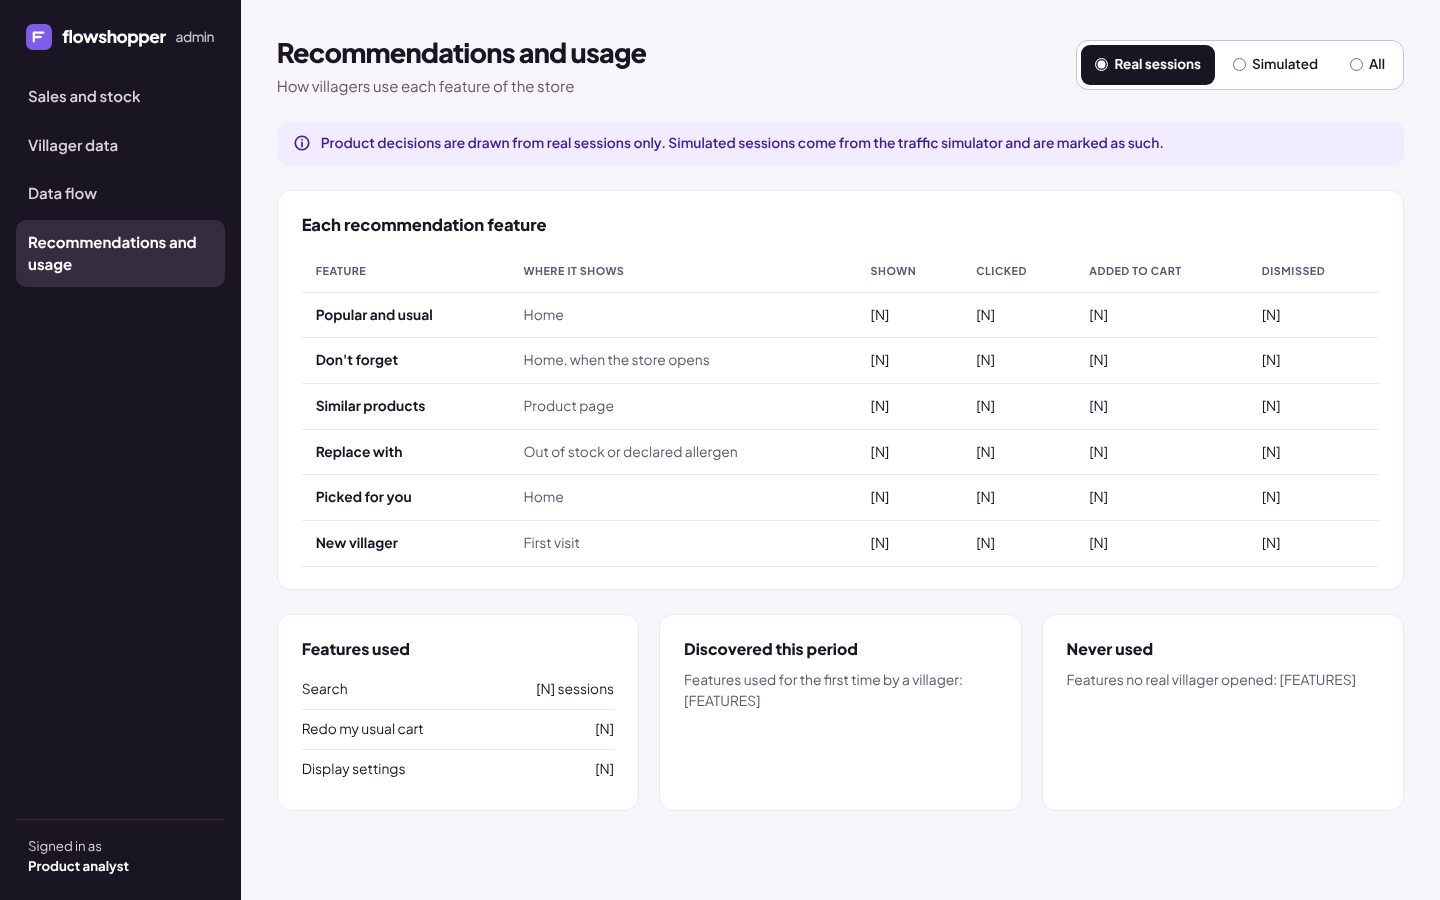 flowshopper admin
Sales and stock
Villager data
Data flow
Recommendations and
usage
Signed in as
Product analyst
Recommendations and usage
How villagers use each feature of the store
Real sessions
Simulated
All
Product decisions are drawn from real sessions only. Simulated sessions come from the traffic simulator and are marked as such.
Each recommendation feature
FEATURE WHERE IT SHOWS SHOWN CLICKED ADDED TO CART DISMISSED
Popular and usual Home [N] [N] [N] [N]
Don't forget Home, when the store opens [N] [N] [N] [N]
Similar products Product page [N] [N] [N] [N]
Replace with Out of stock or declared allergen [N] [N] [N] [N]
Picked for you Home [N] [N] [N] [N]
New villager First visit [N] [N] [N] [N]
Features used
Search [N] sessions
Redo my usual cart [N]
Display settings [N]
Discovered this period
Features used for the first time by a villager:
[FEATURES]
Never used
Features no real villager opened: [FEATURES]